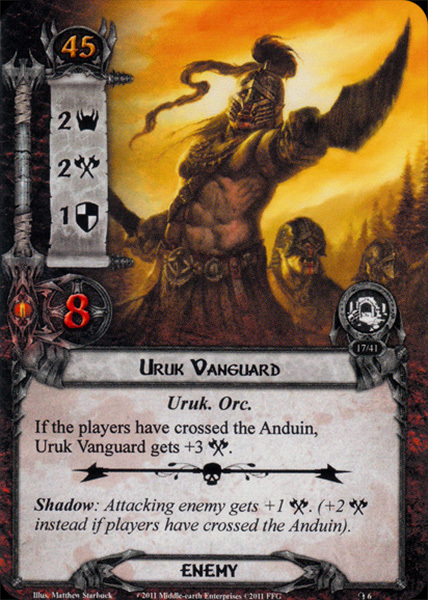 45
2
2
1
8
17/41
Uruk Vanguard
Uruk. Orc.
If the players have crossed the Anduin,
Uruk Vanguard gets +3 .
Shadow: Attacking enemy gets +1 . (+2
instead if players have crossed the Anduin).
ENEMY
Illus. Matthew Starbuck
©2011 Middle-earth Enterprises ©2011 FFG
6